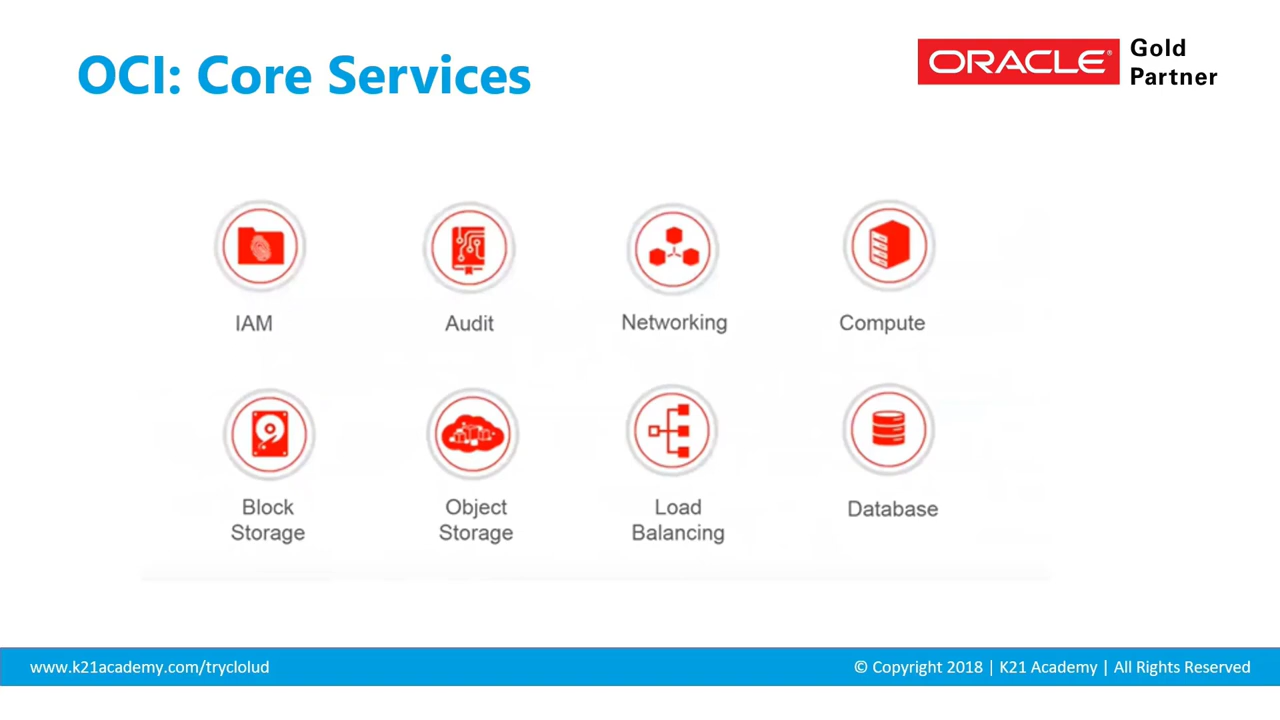 OCI: Core Services
ORACLE®
Gold
Partner
IAM
Audit
Networking
Compute
Block
Storage
Object
Storage
Load
Balancing
Database
www.k21academy.com/tryclolud
© Copyright 2018 | K21 Academy | All Rights Reserved